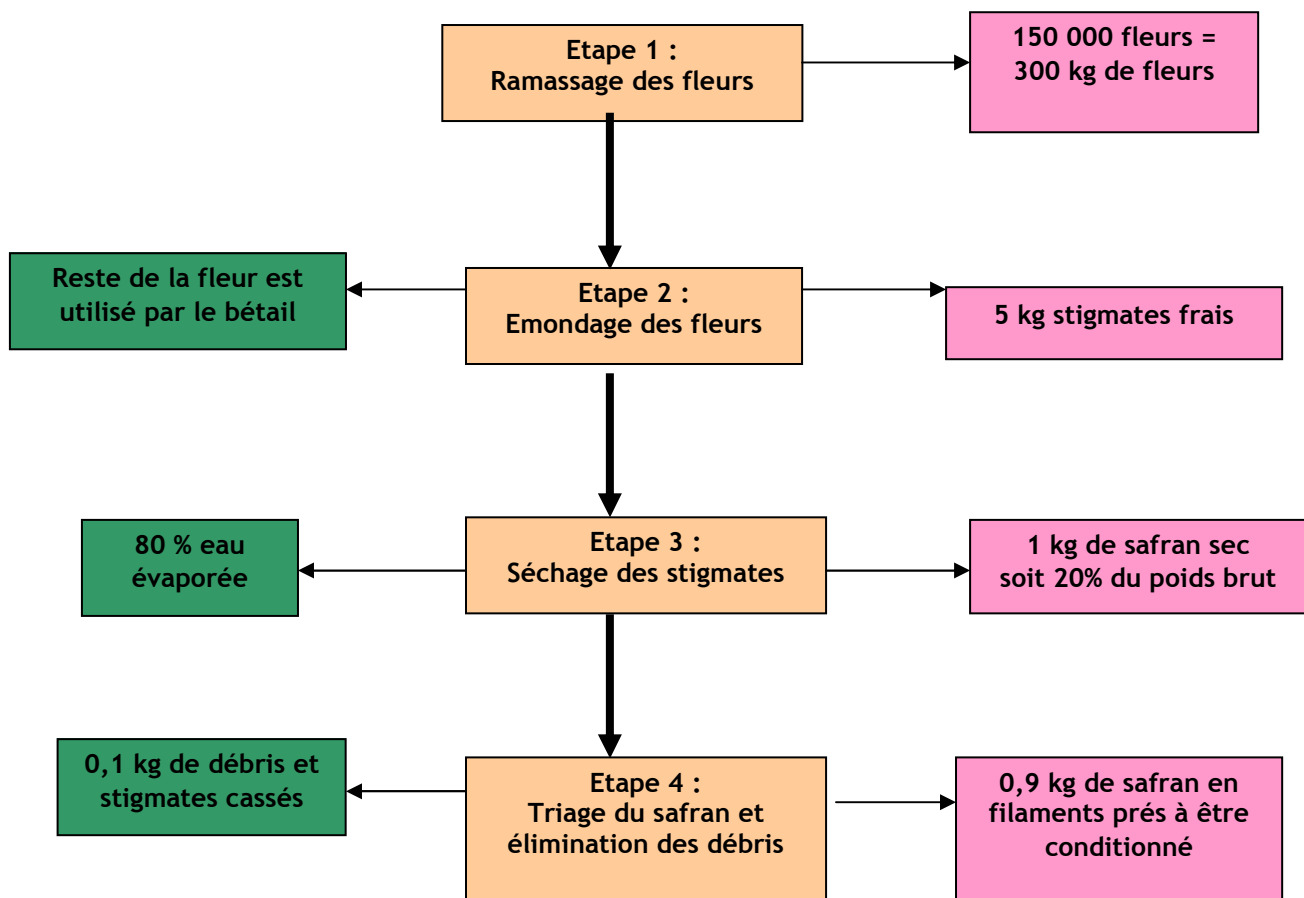 Etape 1 :
Ramassage des fleurs
150 000 fleurs =
300 kg de fleurs
Reste de la fleur est
utilisé par le bétail
Etape 2 :
Emondage des fleurs
5 kg stigmates frais
80 % eau
évaporée
Etape 3 :
Séchage des stigmates
1 kg de safran sec
soit 20% du poids brut
0,1 kg de débris et
stigmates cassés
Etape 4 :
Triage du safran et
élimination des débris
0,9 kg de safran en
filaments prés à être
conditionné